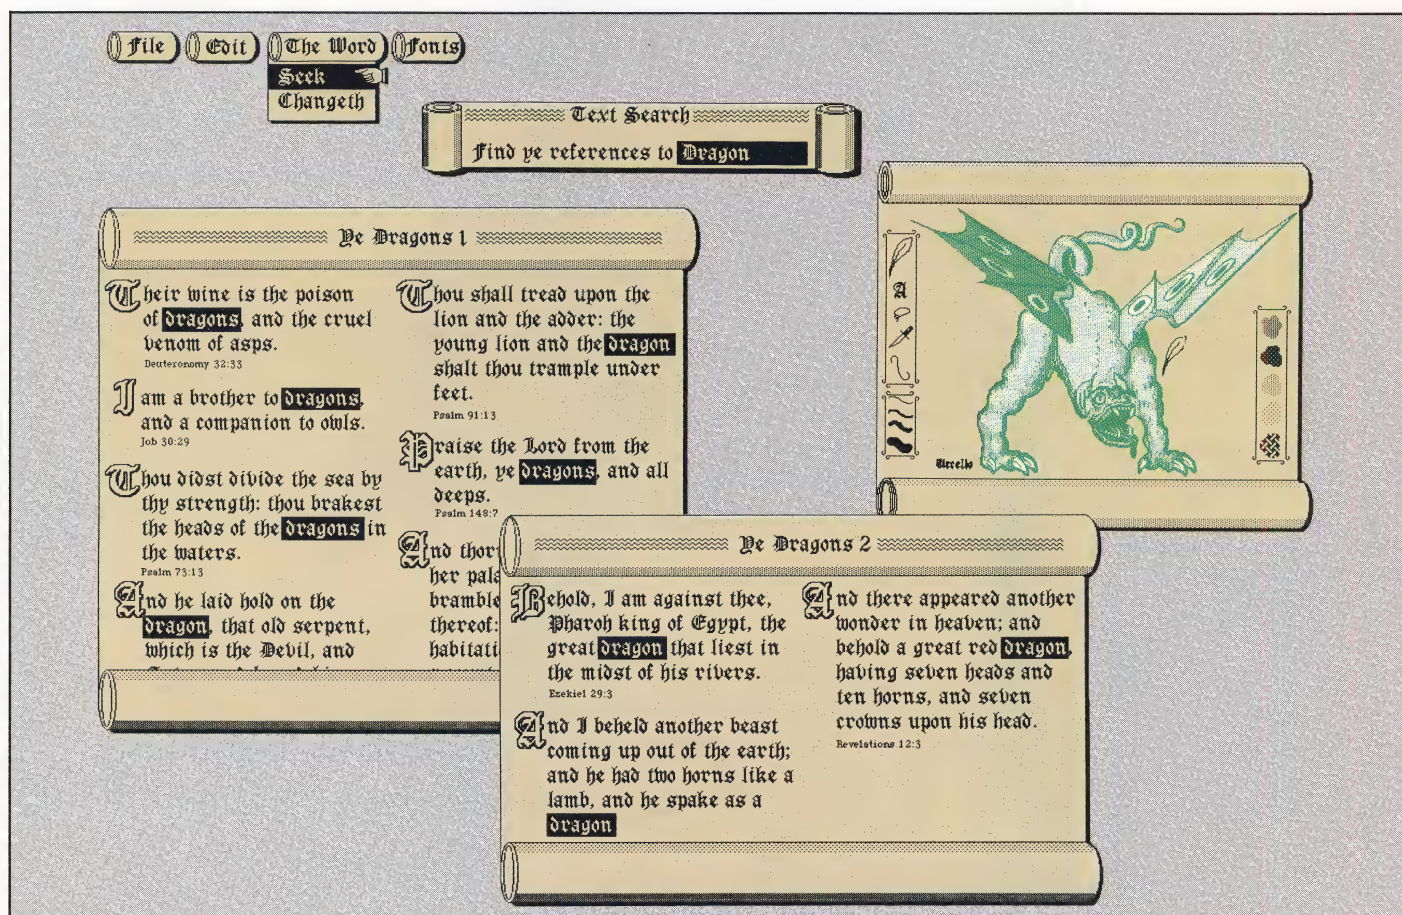 File
Edit
The Word
Fonts
Seek
Changeth
Text Search
Find ye references to Dragon
Ye Dragons 1
Their wine is the poison
of dragons, and the cruel
venom of asps.
Deuteronomy 32:33
I am a brother to dragons,
and a companion to owls.
Job 30:29
Thou didst divide the sea by
thy strength: thou brakest
the heads of the dragons in
the waters.
Psalm 73:13
And he laid hold on the
dragon, that old serpent,
which is the Devil, and
Thou shall tread upon the
lion and the adder: the
young lion and the dragon
shalt thou trample under
feet.
Psalm 91:13
Praise the Lord from the
earth, ye dragons, and all
deeps.
Psalm 148:7
And thor
her pala
bramble
thereof:
habitati
A
Uccello
Ye Dragons 2
Behold, I am against thee,
Pharoh king of Egypt, the
great dragon that liest in
the midst of his rivers.
Ezekiel 29:3
And I beheld another beast
coming up out of the earth;
and he had two horns like a
lamb, and he spake as a
dragon
And there appeared another
wonder in heaven; and
behold a great red dragon,
having seven heads and
ten horns, and seven
crowns upon his head.
Revelations 12:3